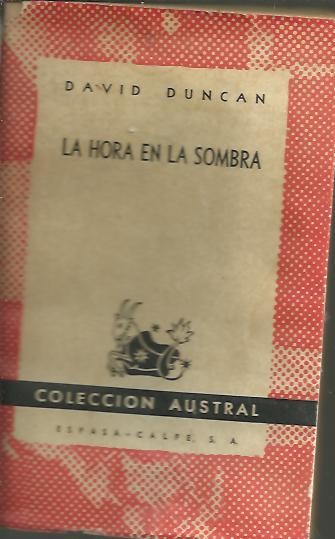 DAVID DUNCAN
LA HORA EN LA SOMBRA
COLECCION AUSTRAL
ESPASA-CALPE, S. A.